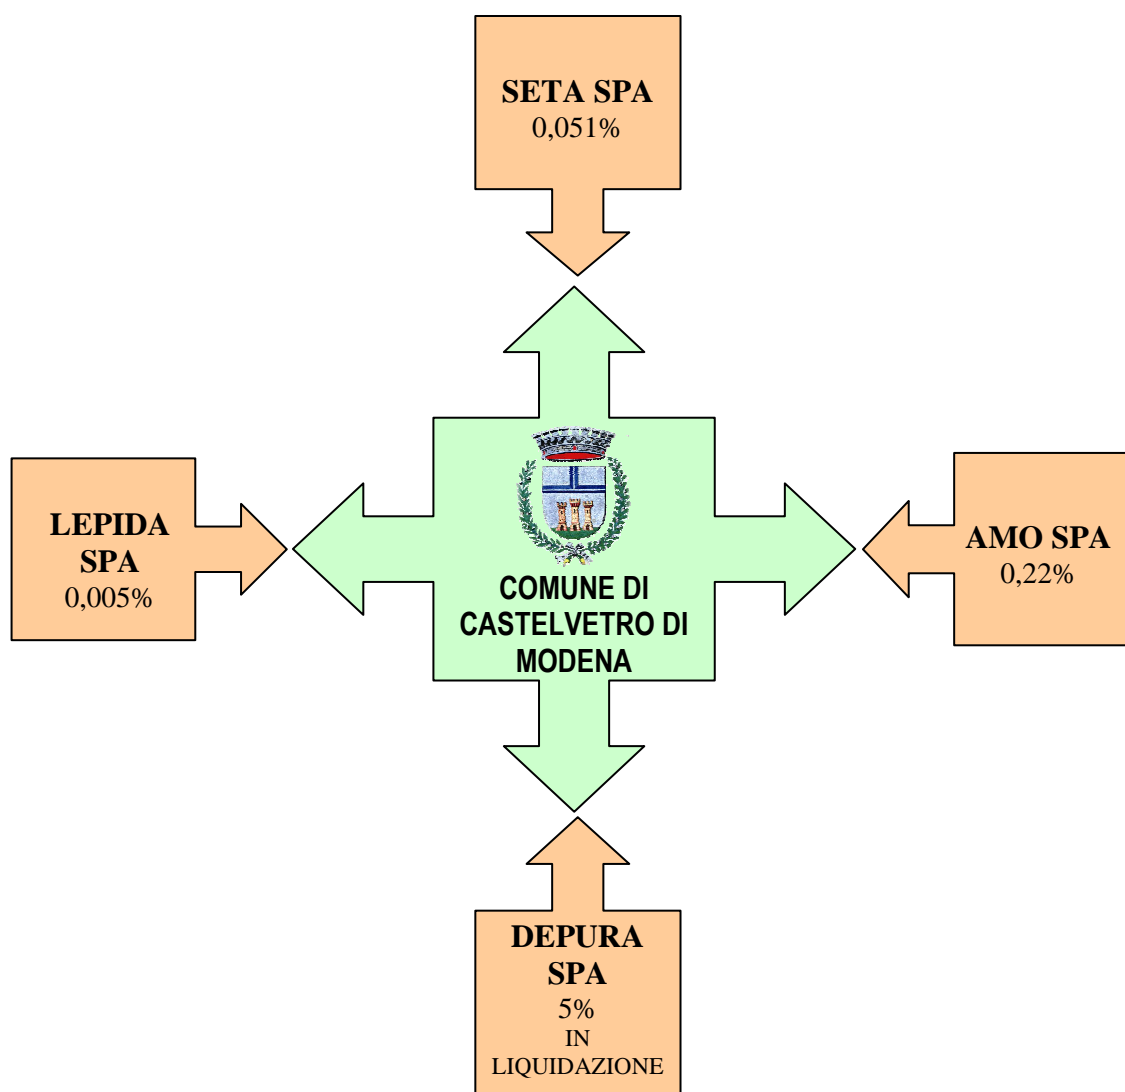 SETA SPA
0,051%
LEPIDA
SPA
0,005%
COMUNE DI
CASTELVETRO DI
MODENA
AMO SPA
0,22%
DEPURA
SPA
5%
IN
LIQUIDAZIONE